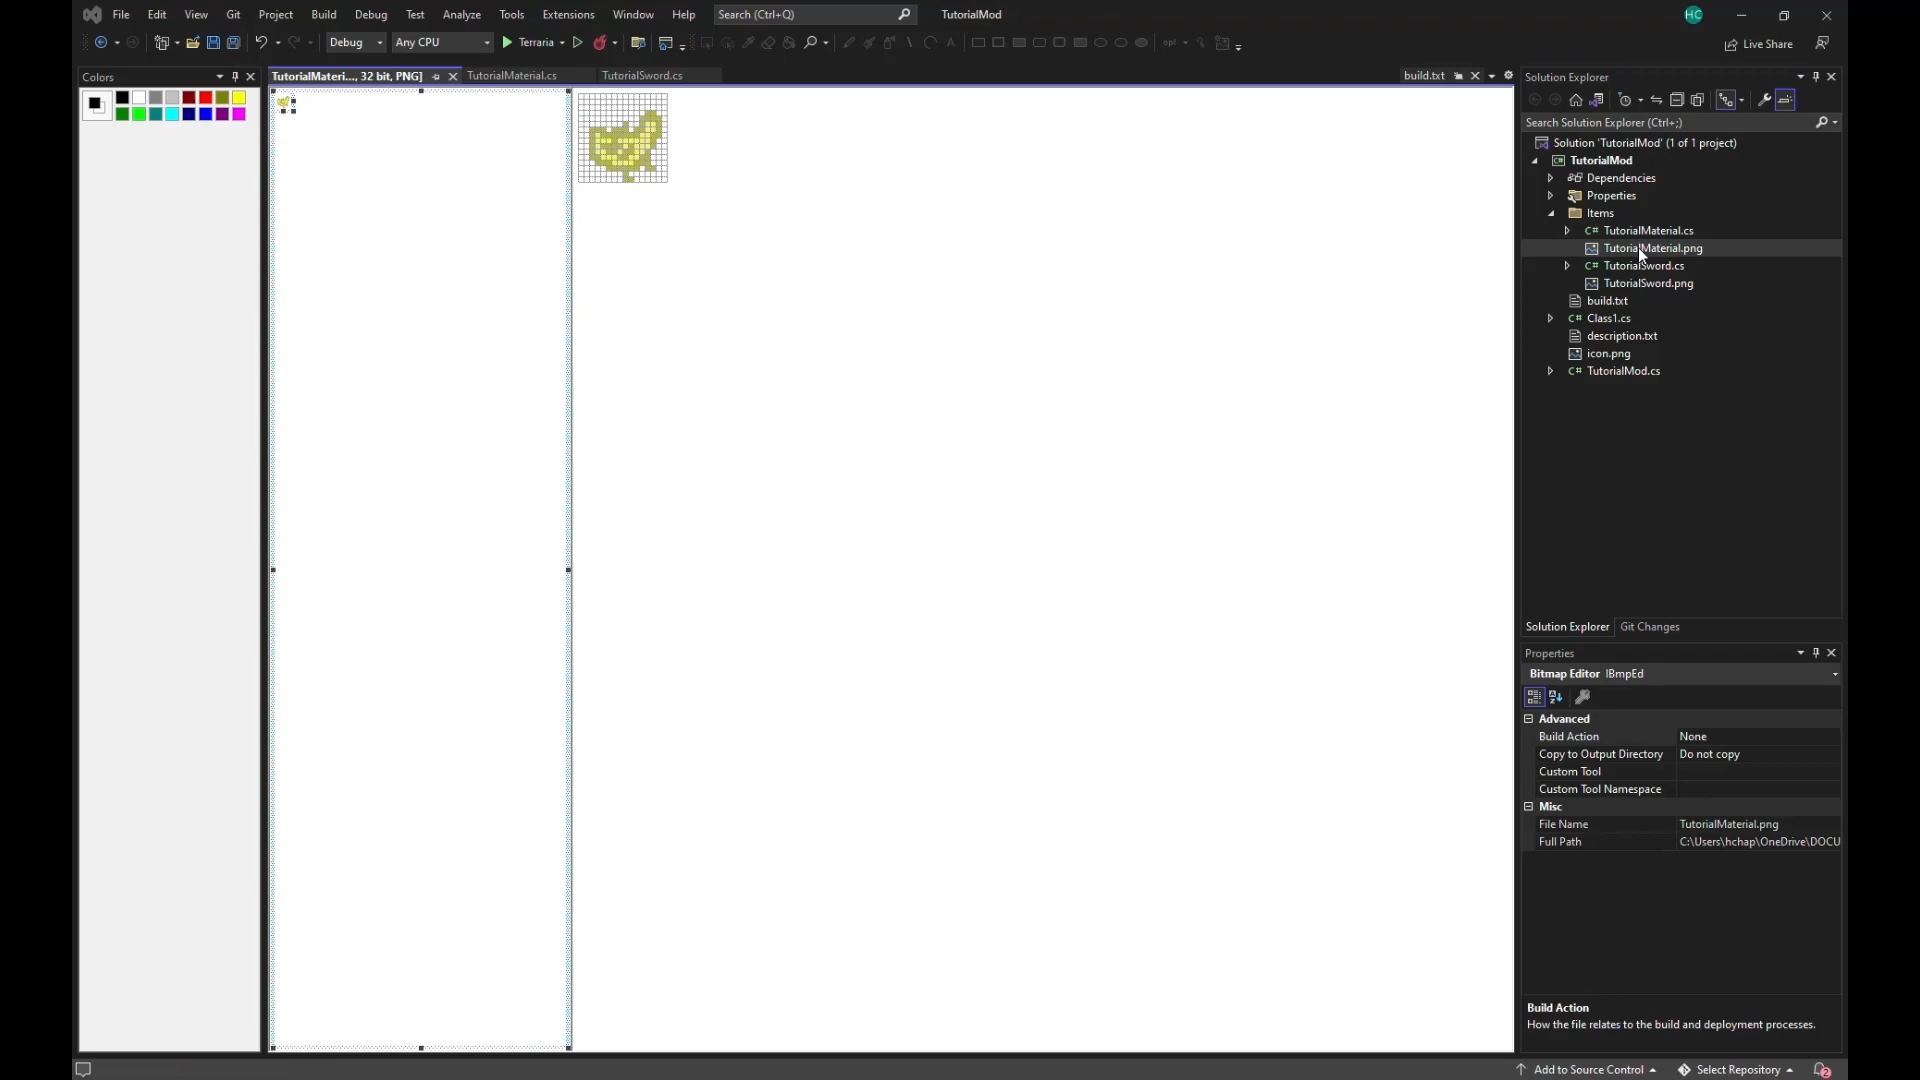 File Edit View Git Project Build Debug Test Analyze Tools Extensions Window Help Search (Ctrl+Q) TutorialMod HC
Debug Any CPU Terraria Live Share
Colors
TutorialMateri..., 32 bit, PNG] TutorialMaterial.cs TutorialSword.cs build.txt
Solution Explorer
Search Solution Explorer (Ctrl+;)
Solution 'TutorialMod' (1 of 1 project)
TutorialMod
Dependencies
Properties
Items
C# TutorialMaterial.cs
TutorialMaterial.png
C# TutorialSword.cs
TutorialSword.png
build.txt
C# Class1.cs
description.txt
icon.png
C# TutorialMod.cs
Solution Explorer Git Changes
Properties
Bitmap Editor IBmpEd
Advanced
Build Action None
Copy to Output Directory Do not copy
Custom Tool
Custom Tool Namespace
Misc
File Name TutorialMaterial.png
Full Path C:\Users\hchap\OneDrive\DOCU
Build Action
How the file relates to the build and deployment processes.
Add to Source Control Select Repository 2